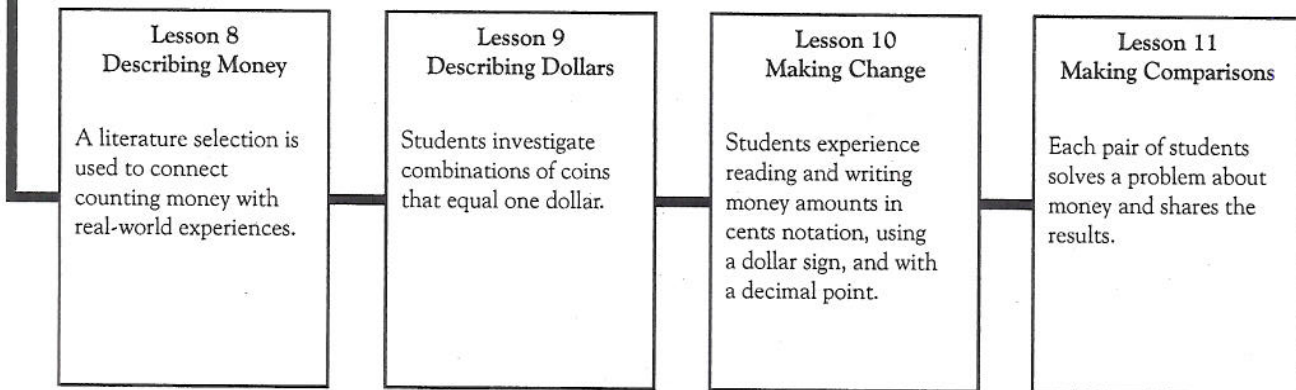 Lesson 8
Describing Money
A literature selection is
used to connect
counting money with
real-world experiences.
Lesson 9
Describing Dollars
Students investigate
combinations of coins
that equal one dollar.
Lesson 10
Making Change
Students experience
reading and writing
money amounts in
cents notation, using
a dollar sign, and with
a decimal point.
Lesson 11
Making Comparisons
Each pair of students
solves a problem about
money and shares the
results.